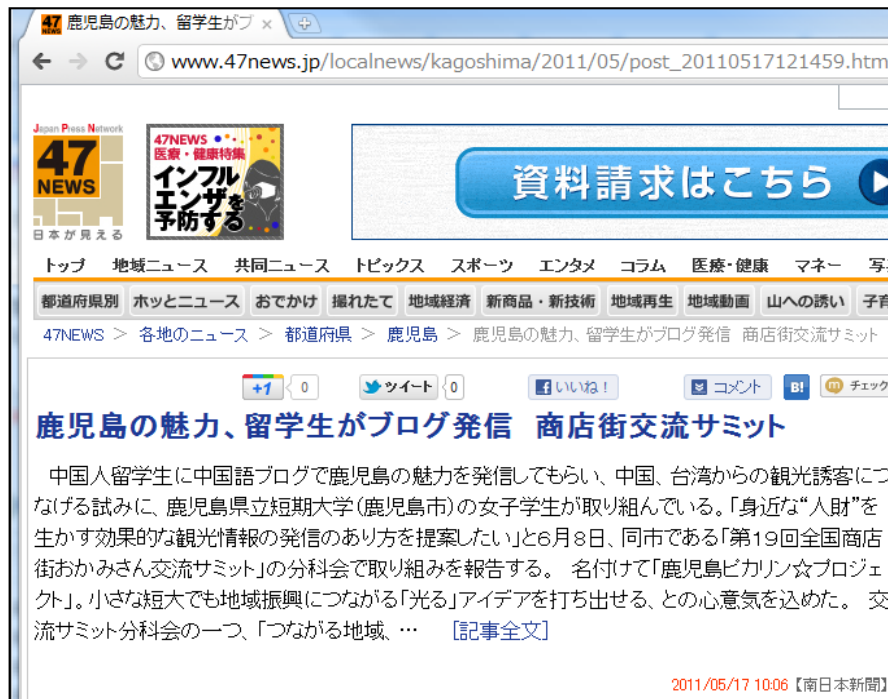 鹿児島の魅力、留学生がブ ×
www.47news.jp/localnews/kagoshima/2011/05/post_20110517121459.htm
Japan Press Network
47
NEWS
日本が見える
47NEWS
医療・健康特集
インフル
エンザを
予防する
資料請求はこちら
トップ 地域ニュース 共同ニュース トピックス スポーツ エンタメ コラム 医療・健康 マネー 写
都道府県別 ホッとニュース おでかけ 撮れたて 地域経済 新商品・新技術 地域再生 地域動画 山への誘い 子育
47NEWS > 各地のニュース > 都道府県 > 鹿児島 > 鹿児島の魅力、留学生がブログ発信 商店街交流サミット
+1 0 ツイート 0 いいね! コメント B! チェック
鹿児島の魅力、留学生がブログ発信 商店街交流サミット
中国人留学生に中国語ブログで鹿児島の魅力を発信してもらい、中国、台湾からの観光誘客につ
なげる試みに、鹿児島県立短期大学(鹿児島市)の女子学生が取り組んでいる。「身近な“人財”を
生かす効果的な観光情報の発信のあり方を提案したい」と6月8日、同市である「第19回全国商店
街おかみさん交流サミット」の分科会で取り組みを報告する。 名付けて「鹿児島ピカリン☆プロジェ
クト」。小さな短大でも地域振興につながる「光る」アイデアを打ち出せる、との心意気を込めた。 交
流サミット分科会の一つ、「つながる地域、… [記事全文]
2011/05/17 10:06 【南日本新聞】